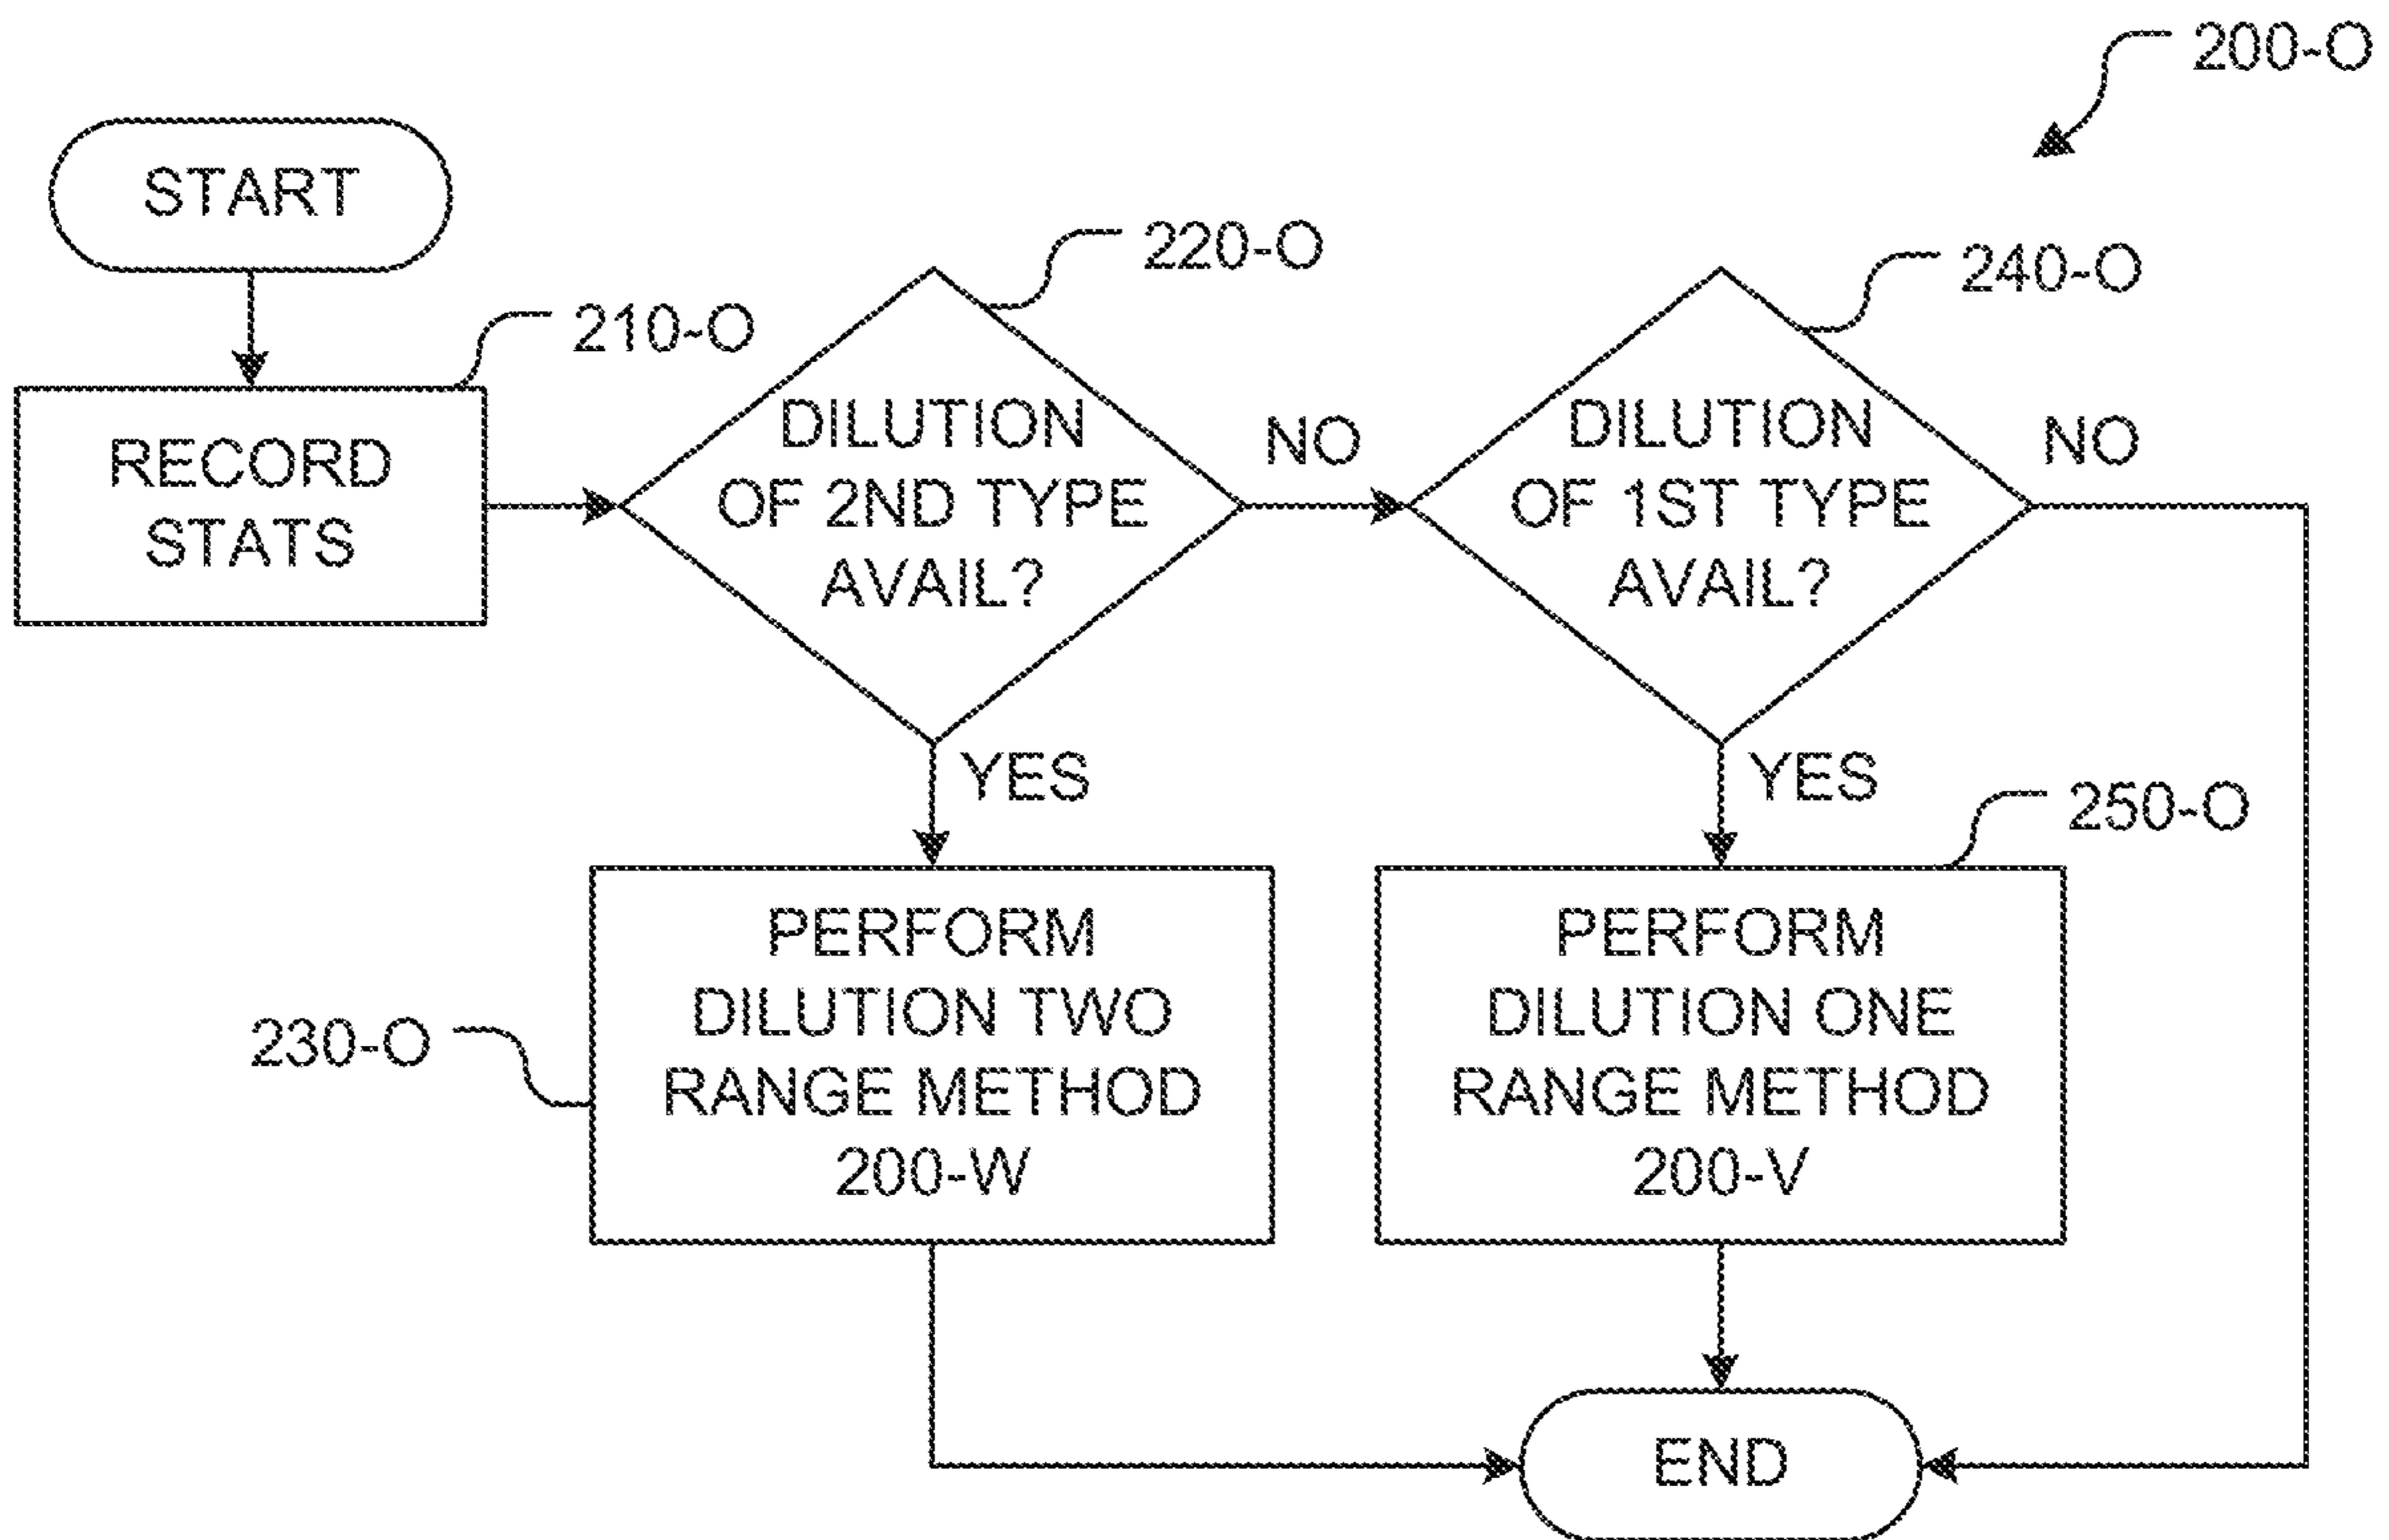 200-O
START
220-O
240-O
210-O
RECORD
STATS
DILUTION
OF 2ND TYPE
AVAIL?
NO
DILUTION
OF 1ST TYPE
AVAIL?
NO
YES
YES
250-O
230-O
PERFORM
DILUTION TWO
RANGE METHOD
200-W
PERFORM
DILUTION ONE
RANGE METHOD
200-V
END